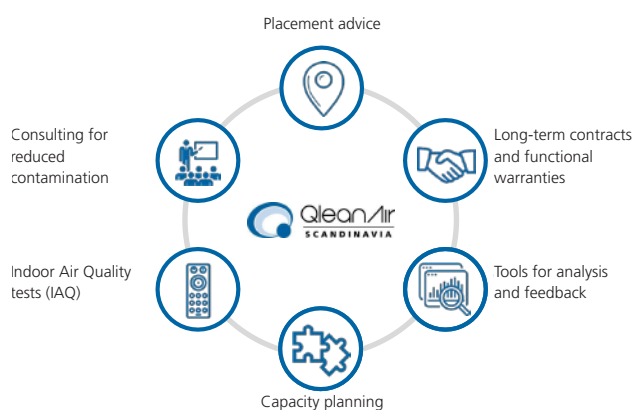 Placement advice
Consulting for
reduced
contamination
Long-term contracts
and functional
warranties
QleanAir
SCANDINAVIA
Indoor Air Quality
tests (IAQ)
Tools for analysis
and feedback
Capacity planning